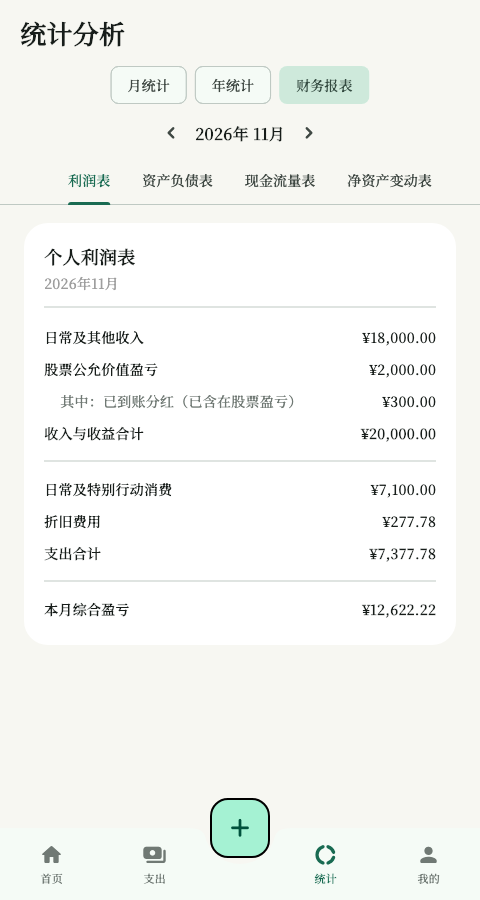 统计分析
月统计 年统计 财务报表
2026年 11月
利润表 资产负债表 现金流量表 净资产变动表
个人利润表
2026年11月
日常及其他收入 ¥18,000.00
股票公允价值盈亏 ¥2,000.00
其中：已到账分红（已含在股票盈亏） ¥300.00
收入与收益合计 ¥20,000.00
日常及特别行动消费 ¥7,100.00
折旧费用 ¥277.78
支出合计 ¥7,377.78
本月综合盈亏 ¥12,622.22
首页 支出 统计 我的